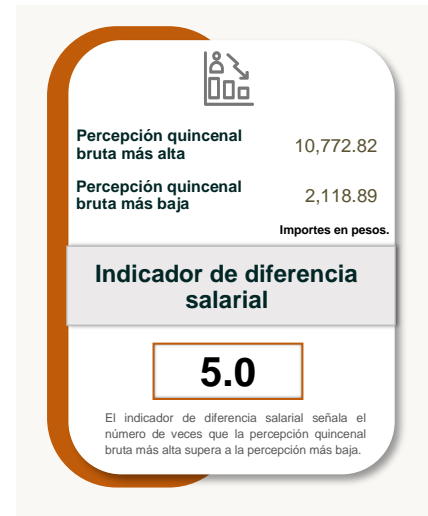 Percepción quincenal
bruta más alta
10,772.82
Percepción quincenal
bruta más baja
2,118.89
Importes en pesos.
Indicador de diferencia
salarial
5.0
El indicador de diferencia salarial señala el
número de veces que la percepción quincenal
bruta más alta supera a la percepción más baja.